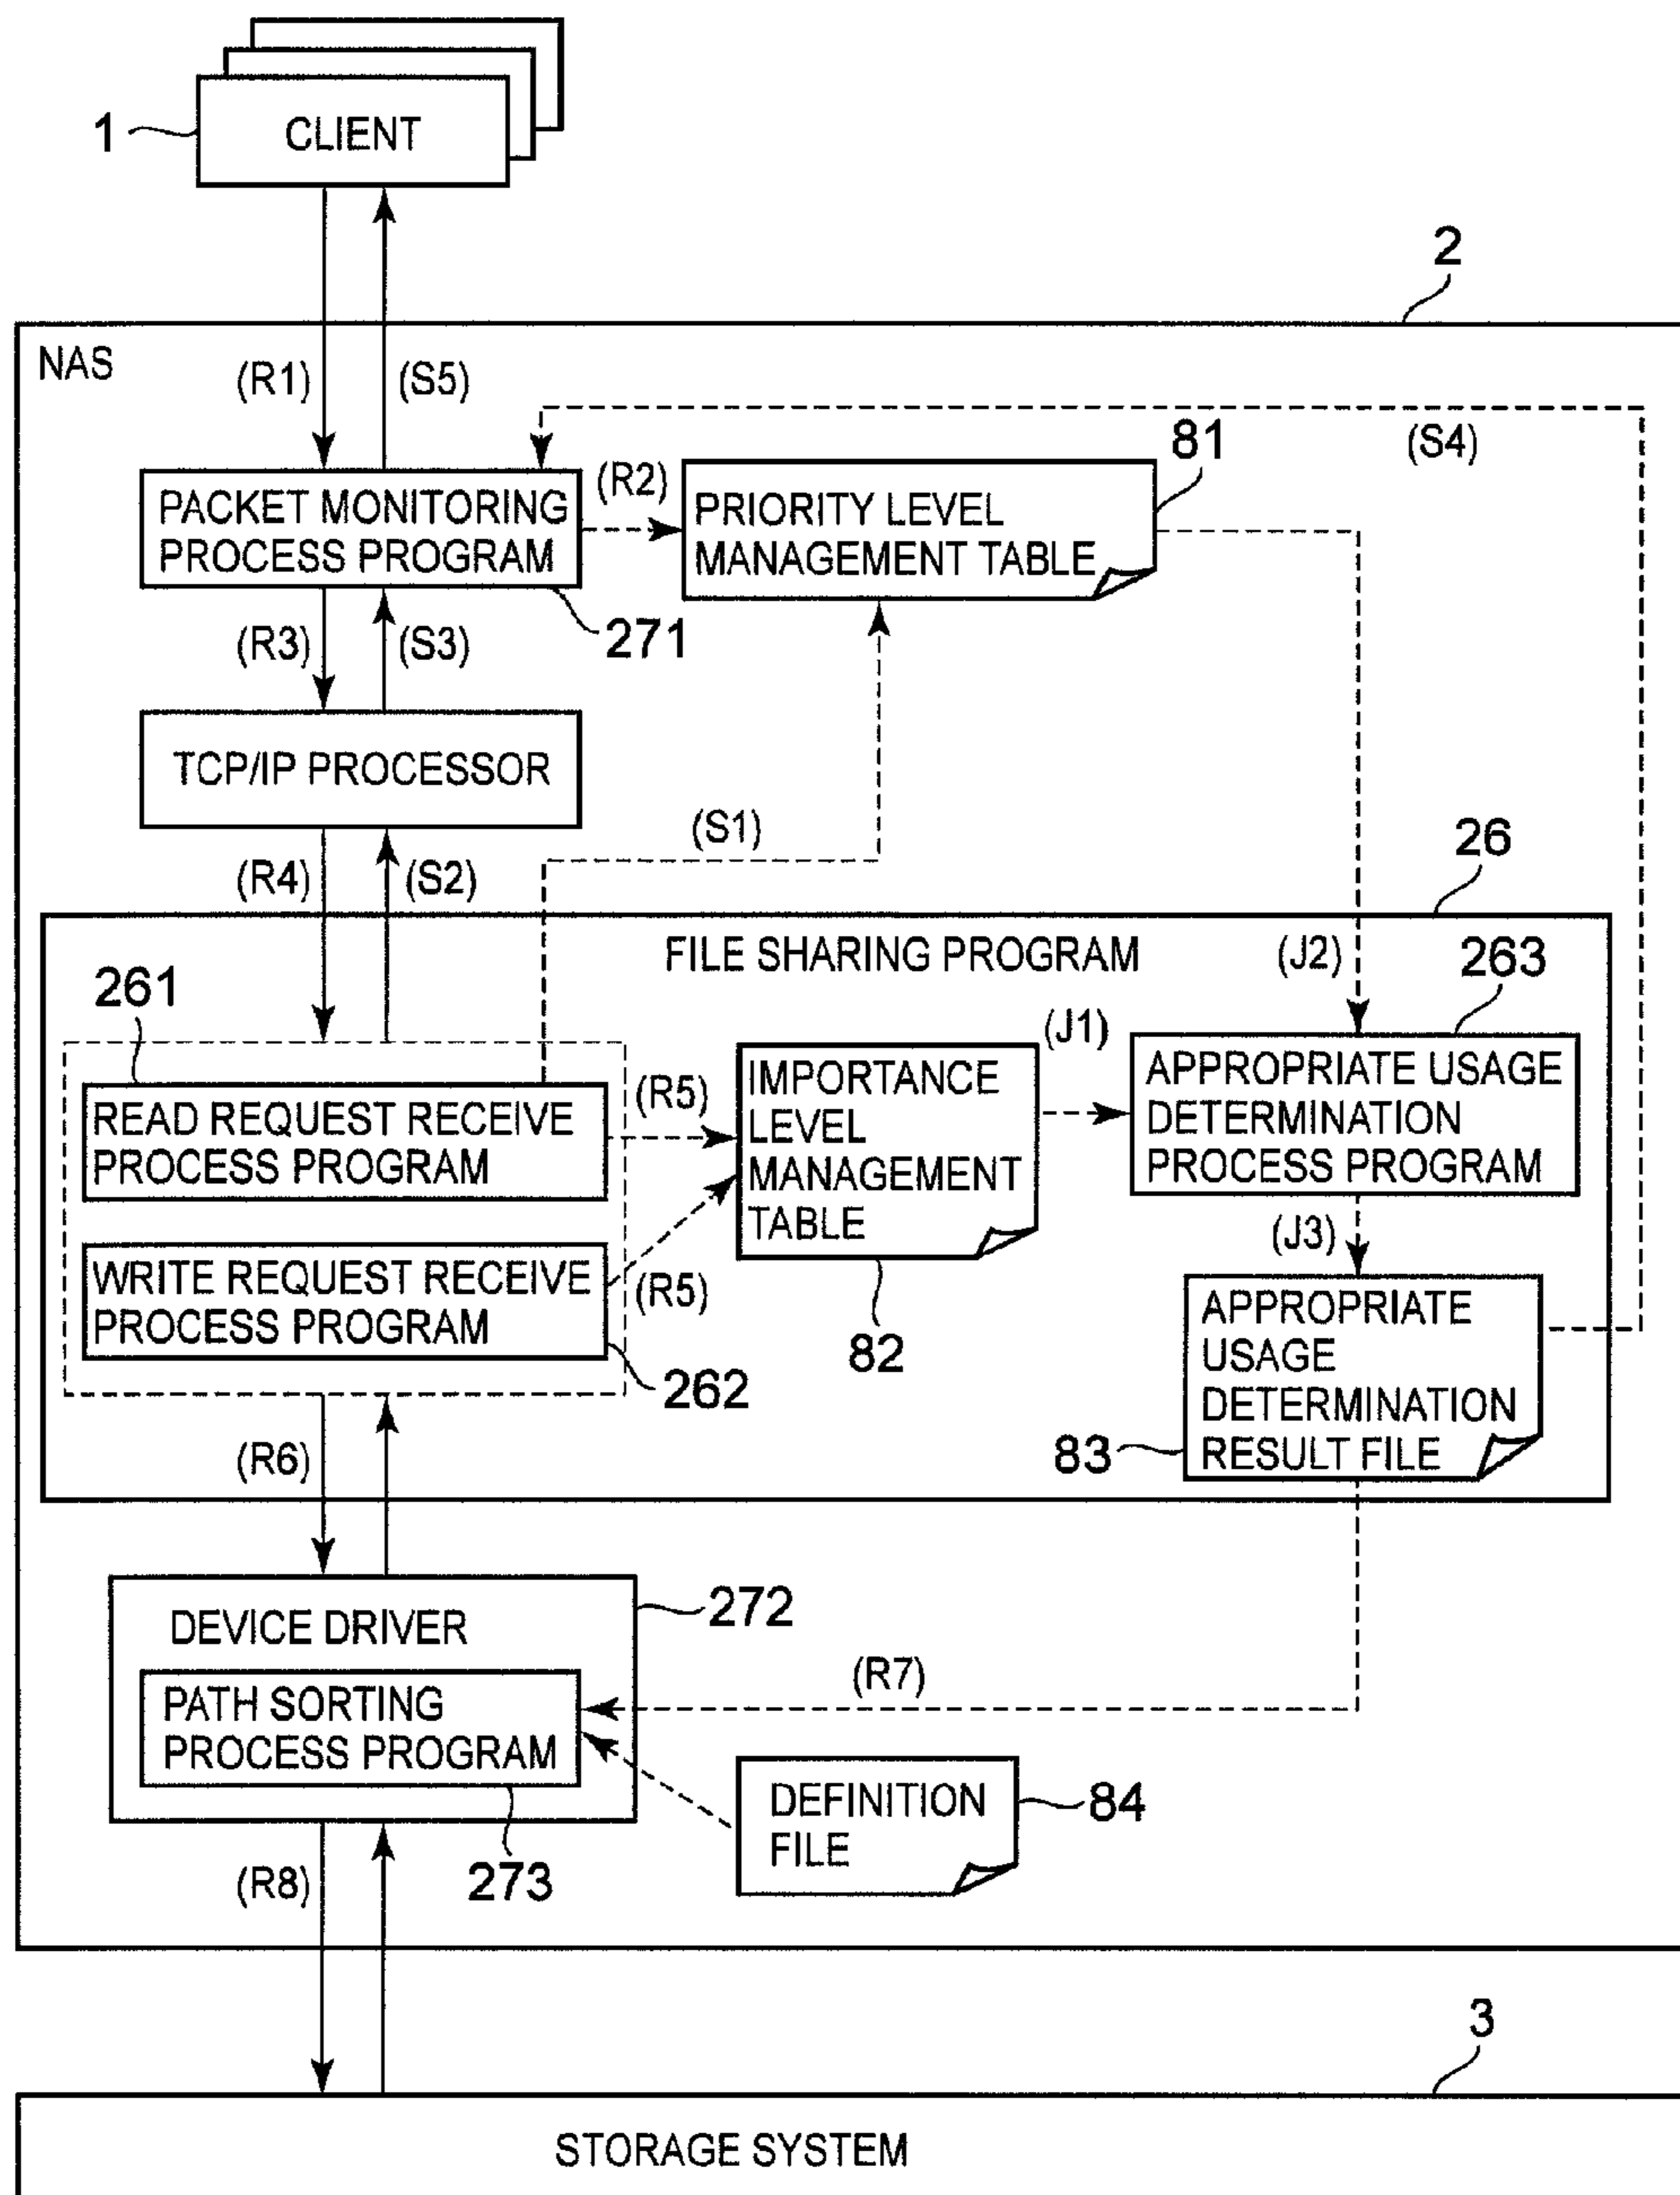 1
CLIENT
2
NAS
(R1)
(S5)
(S4)
81
(R2)
PACKET MONITORING
PROCESS PROGRAM
PRIORITY LEVEL
MANAGEMENT TABLE
271
(R3)
(S3)
TCP/IP PROCESSOR
(S1)
(R4)
(S2)
26
FILE SHARING PROGRAM
(J2)
263
261
(J1)
READ REQUEST RECEIVE
PROCESS PROGRAM
(R5)
IMPORTANCE
LEVEL
MANAGEMENT
TABLE
APPROPRIATE USAGE
DETERMINATION
PROCESS PROGRAM
(J3)
WRITE REQUEST RECEIVE
PROCESS PROGRAM
(R5)
82
262
APPROPRIATE
USAGE
DETERMINATION
RESULT FILE
83
(R6)
272
DEVICE DRIVER
(R7)
PATH SORTING
PROCESS PROGRAM
DEFINITION
FILE
84
273
(R8)
3
STORAGE SYSTEM